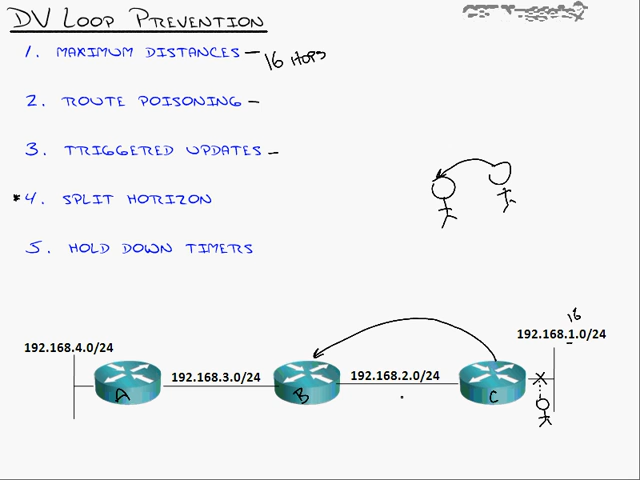 DV LOOP PREVENTION
1. MAXIMUM DISTANCES - 16 HOPS
2. ROUTE POISONING -
3. TRIGGERED UPDATES -
* 4. SPLIT HORIZON
5. HOLD DOWN TIMERS
16
192.168.1.0/24
192.168.4.0/24
192.168.3.0/24
192.168.2.0/24
A
B
C